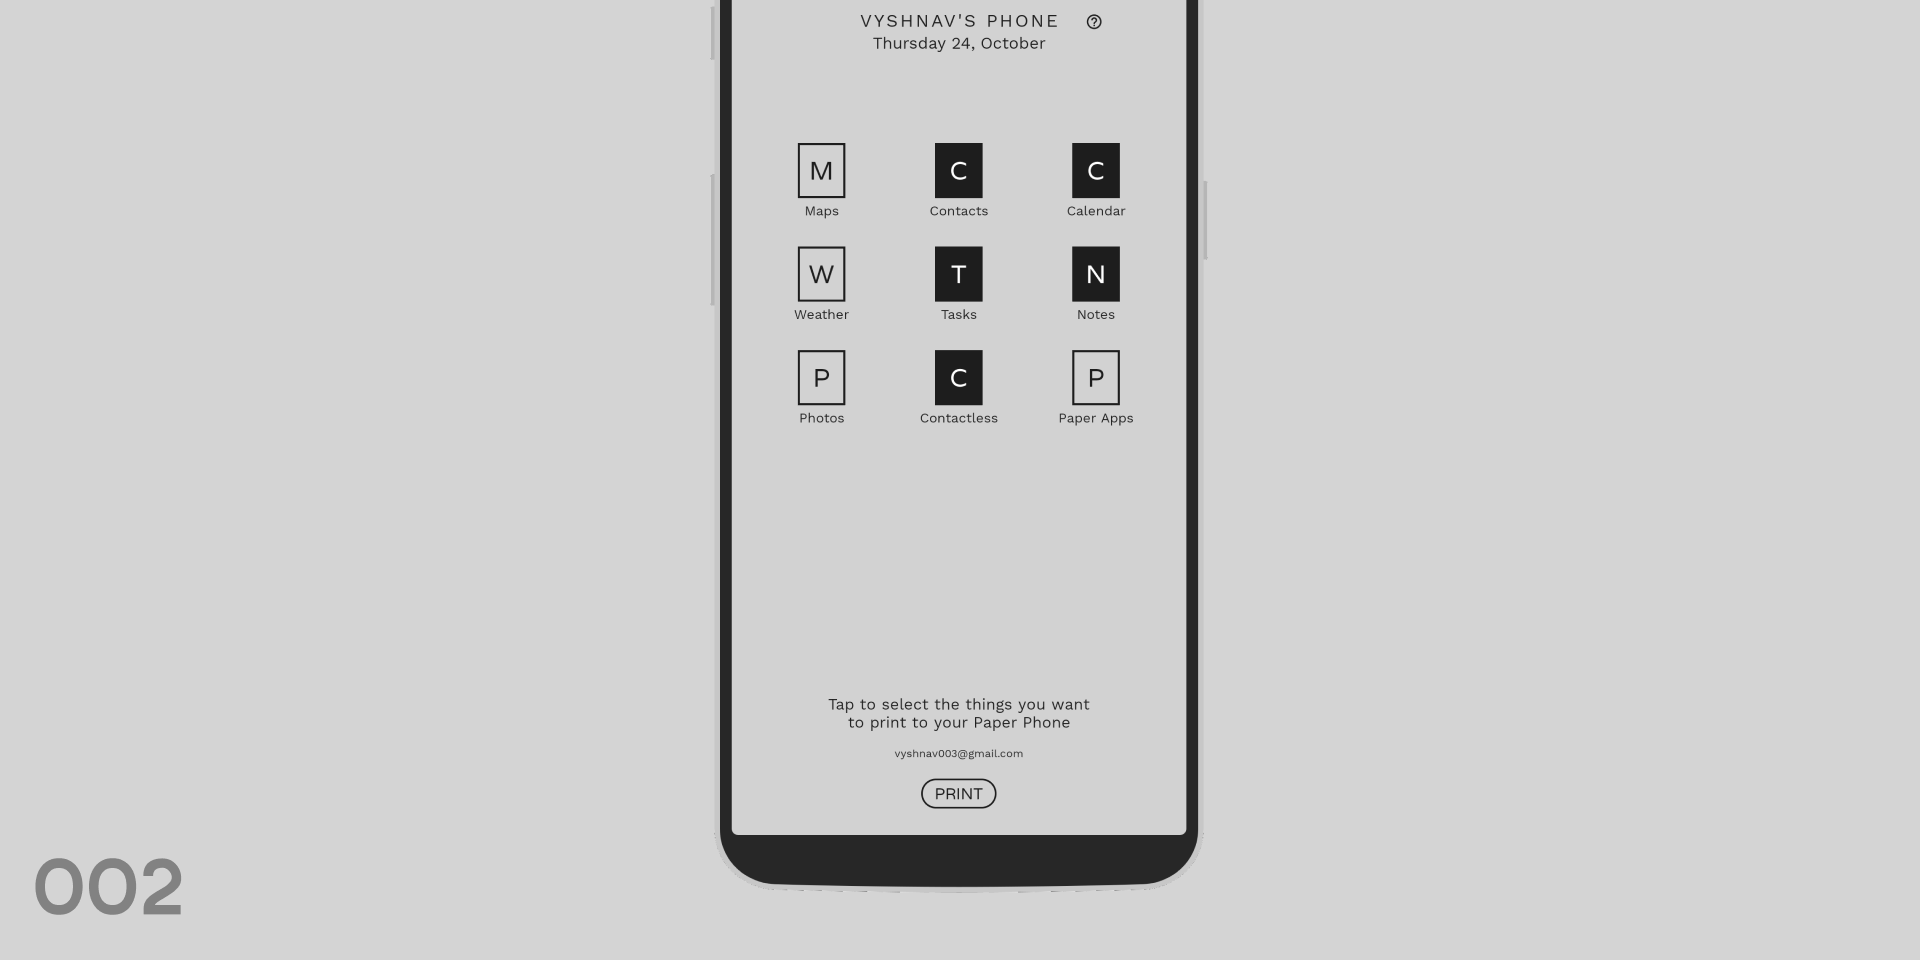 VYSHNAV'S PHONE ?
Thursday 24, October
M C C
Maps Contacts Calendar
W T N
Weather Tasks Notes
P C P
Photos Contactless Paper Apps
Tap to select the things you want
to print to your Paper Phone
vyshnav003@gmail.com
PRINT
002